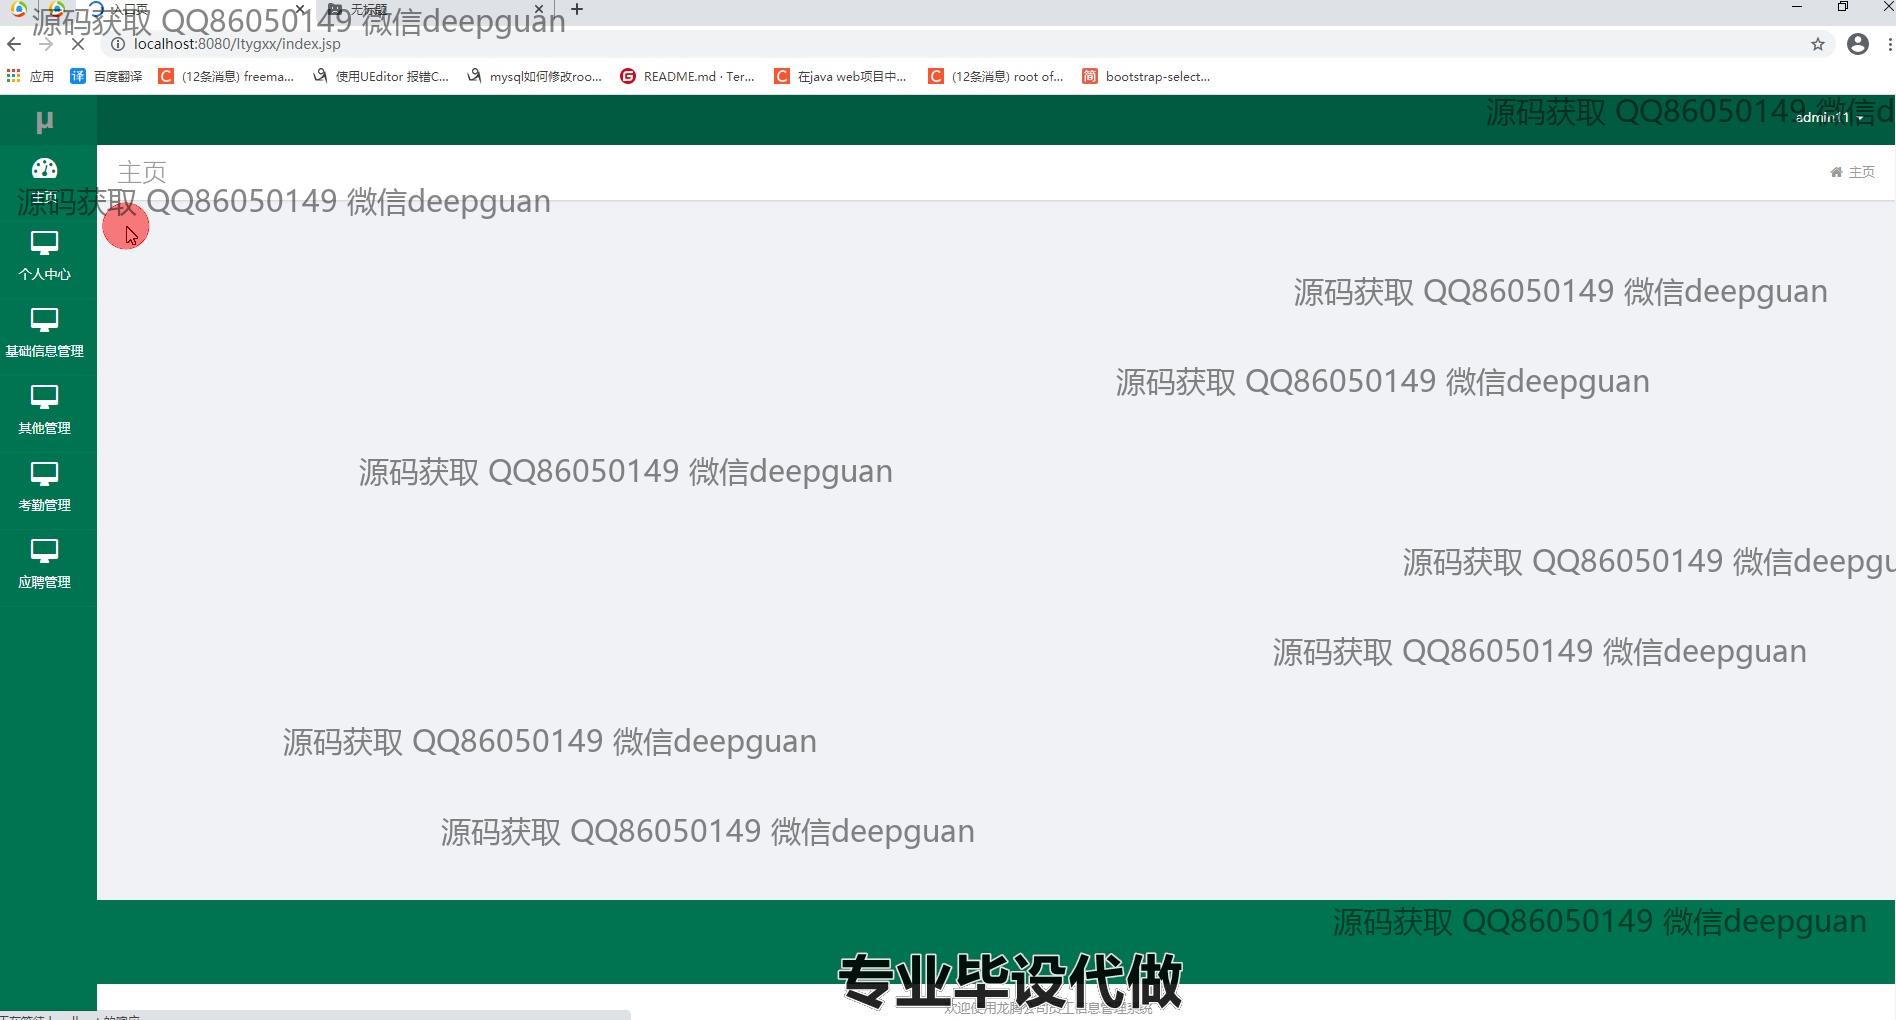 入口页
无标题
源码获取 QQ86050149 微信deepguan
localhost:8080/ltygxx/index.jsp
应用
百度翻译
(12条消息) freema...
使用UEditor 报错C...
mysql如何修改roo...
README.md · Ter...
在java web项目中...
(12条消息) root of...
bootstrap-select...
μ
源码获取 QQ86050149 微信d
admin11
主页
主页
主页
源码获取 QQ86050149 微信deepguan
个人中心
源码获取 QQ86050149 微信deepguan
基础信息管理
源码获取 QQ86050149 微信deepguan
其他管理
源码获取 QQ86050149 微信deepguan
考勤管理
源码获取 QQ86050149 微信deepgu
应聘管理
源码获取 QQ86050149 微信deepguan
源码获取 QQ86050149 微信deepguan
源码获取 QQ86050149 微信deepguan
源码获取 QQ86050149 微信deepguan
专业毕设代做
欢迎使用龙腾公司员工信息管理系统